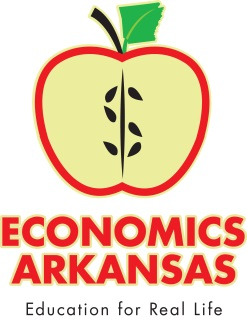 ECONOMICS
ARKANSAS
Education for Real Life